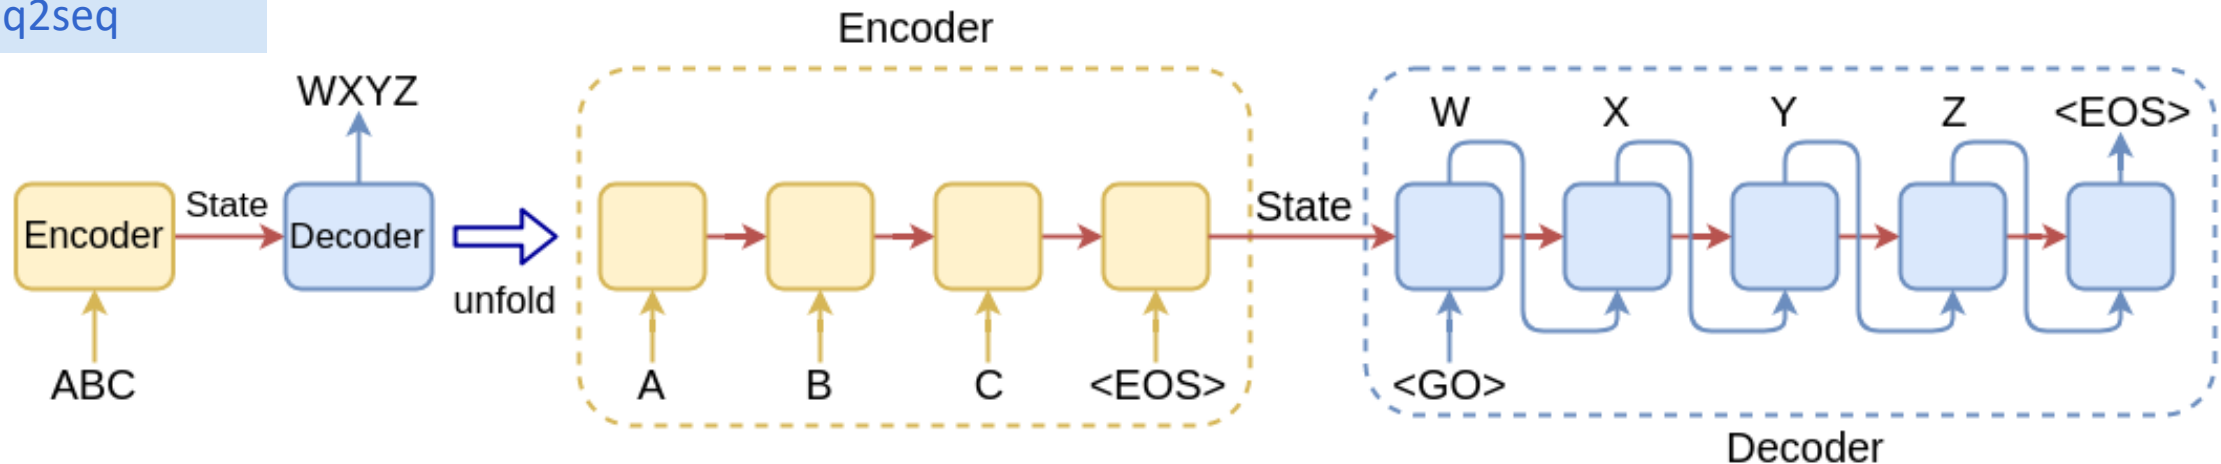 q2seq
Encoder
WXYZ
W X Y Z <EOS>
State
State
Encoder
Decoder
unfold
ABC
A B C <EOS>
<GO>
Decoder